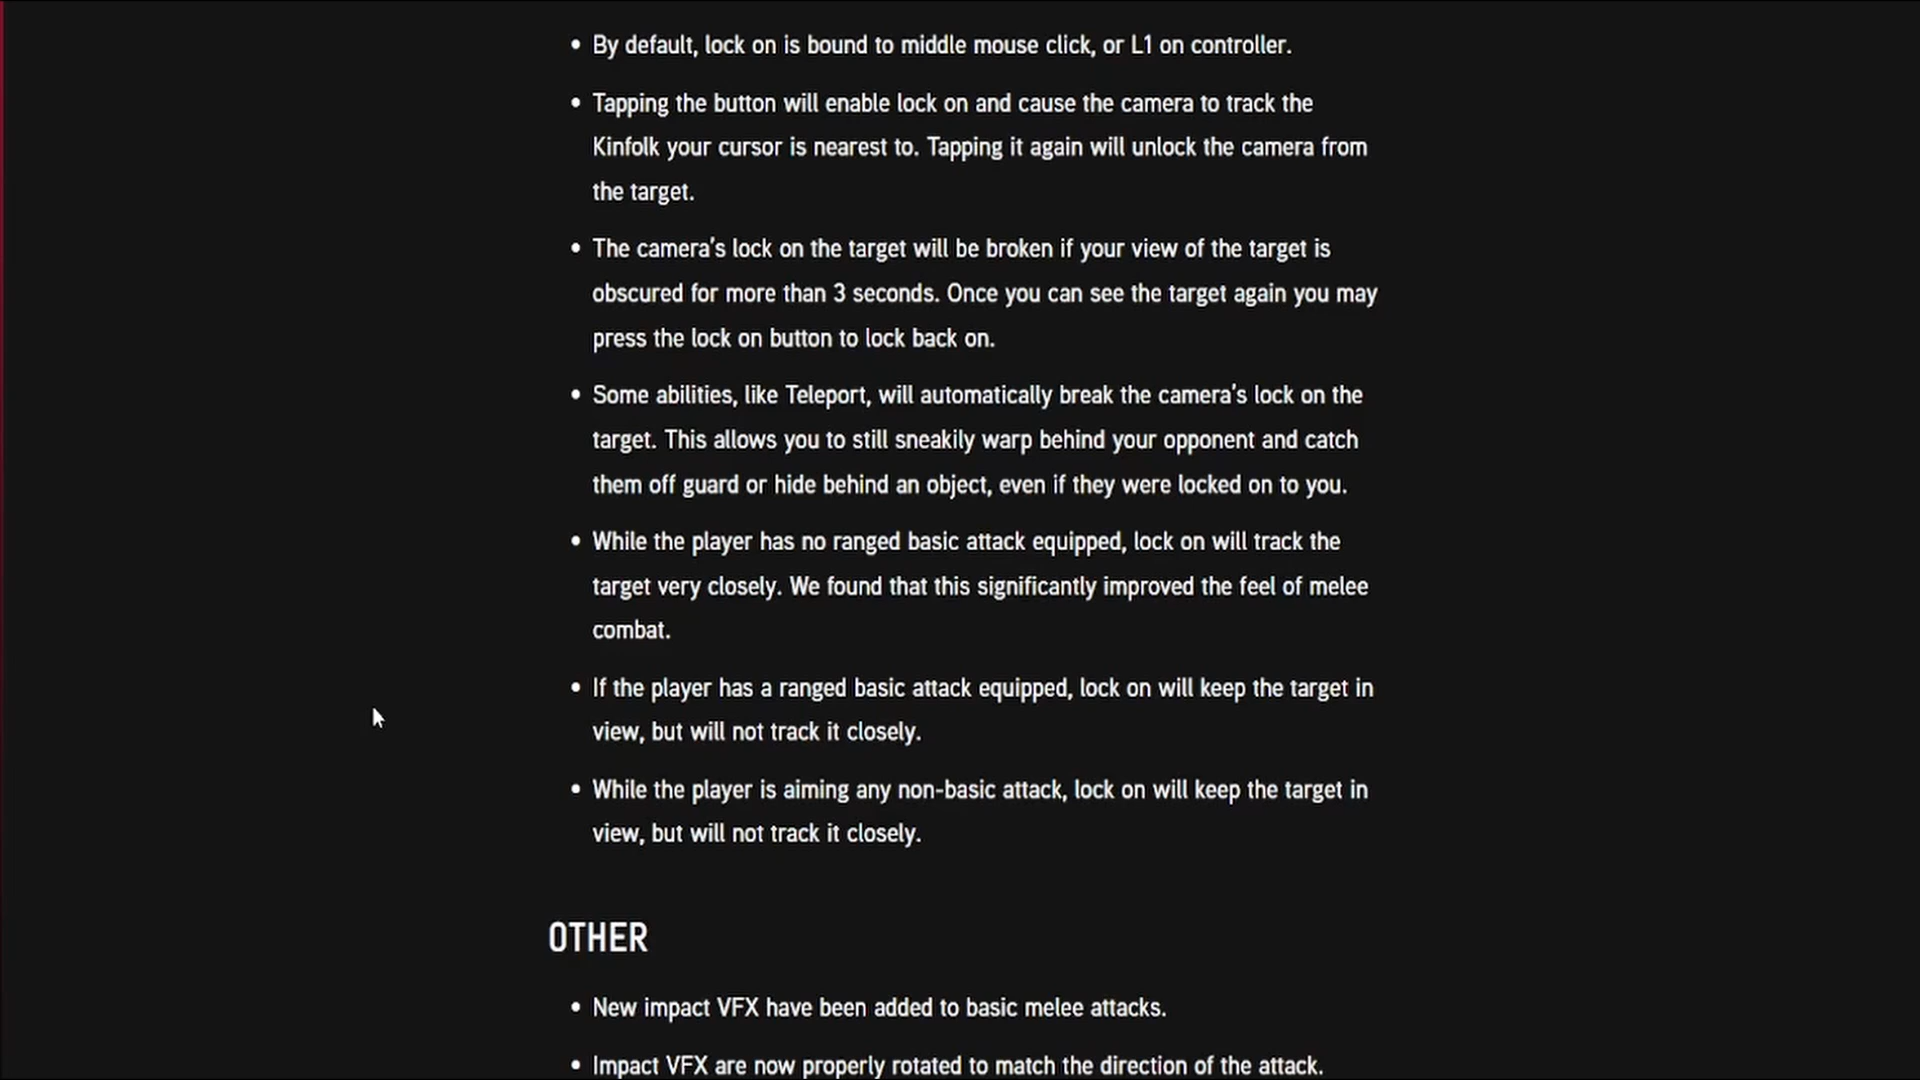 • By default, lock on is bound to middle mouse click, or L1 on controller.
• Tapping the button will enable lock on and cause the camera to track the
Kinfolk your cursor is nearest to. Tapping it again will unlock the camera from
the target.
• The camera's lock on the target will be broken if your view of the target is
obscured for more than 3 seconds. Once you can see the target again you may
press the lock on button to lock back on.
• Some abilities, like Teleport, will automatically break the camera's lock on the
target. This allows you to still sneakily warp behind your opponent and catch
them off guard or hide behind an object, even if they were locked on to you.
• While the player has no ranged basic attack equipped, lock on will track the
target very closely. We found that this significantly improved the feel of melee
combat.
• If the player has a ranged basic attack equipped, lock on will keep the target in
view, but will not track it closely.
• While the player is aiming any non-basic attack, lock on will keep the target in
view, but will not track it closely.
OTHER
• New impact VFX have been added to basic melee attacks.
• Impact VFX are now properly rotated to match the direction of the attack.